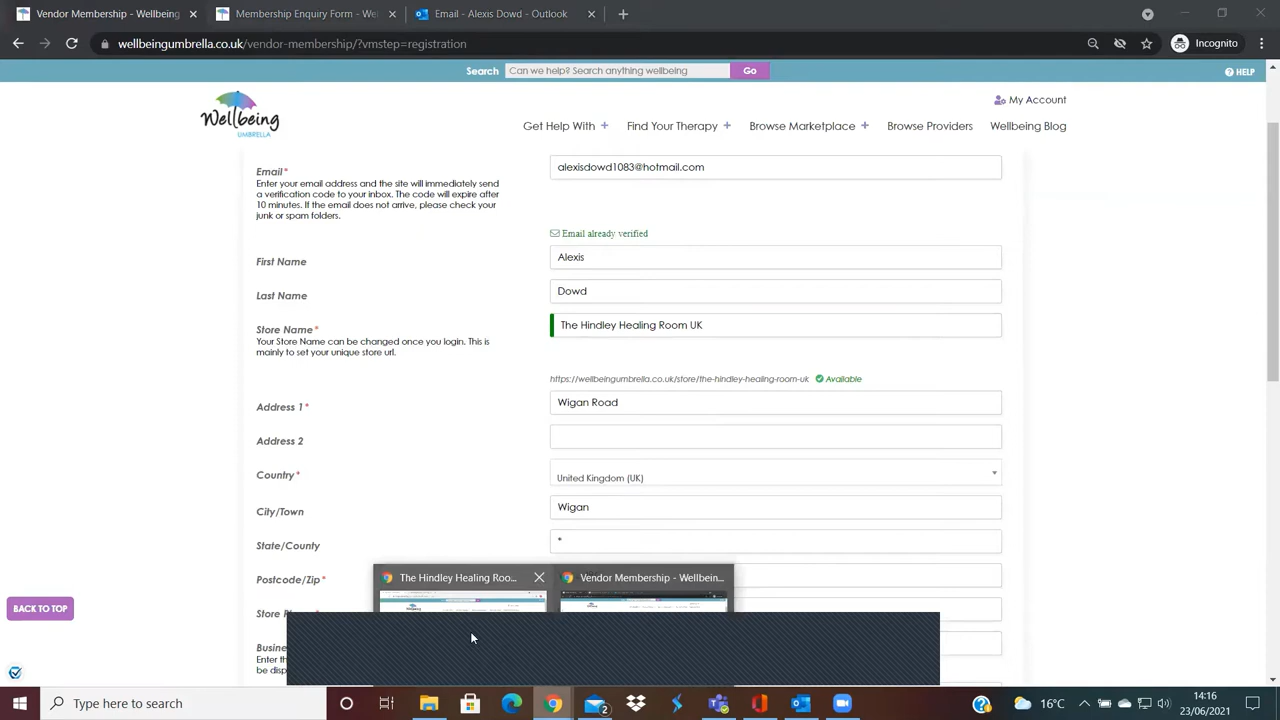 Vendor Membership - Wellbeing U
Membership Enquiry Form - We
Email - Alexis Dowd - Outlook
wellbeingumbrella.co.uk/vendor-membership/?vmstep=registration
Incognito
Search
Can we help? Search anything wellbeing
Go
HELP
Wellbeing
UMBRELLA
My Account
Get Help With +
Find Your Therapy +
Browse Marketplace +
Browse Providers
Wellbeing Blog
Email*
alexisdowd1083@hotmail.com
Enter your email address and the site will immediately send
a verification code to your inbox. The code will expire after
10 minutes. If the email does not arrive, please check your
junk or spam folders.
Email already verified
First Name
Alexis
Last Name
Dowd
Store Name*
The Hindley Healing Room UK
Your Store Name can be changed once you login. This is
mainly to set your unique store url.
https://wellbeingumbrella.co.uk/store/the-hindley-healing-room-uk
Available
Address 1*
Wigan Road
Address 2
Country*
United Kingdom (UK)
City/Town
Wigan
State/County
*
The Hindley Healing Roo...
Vendor Membership - Wellbein...
Postcode/Zip*
BACK TO TOP
Store P
Busine
Enter th
be disp
Type here to search
2
16°C
14:16
23/06/2021